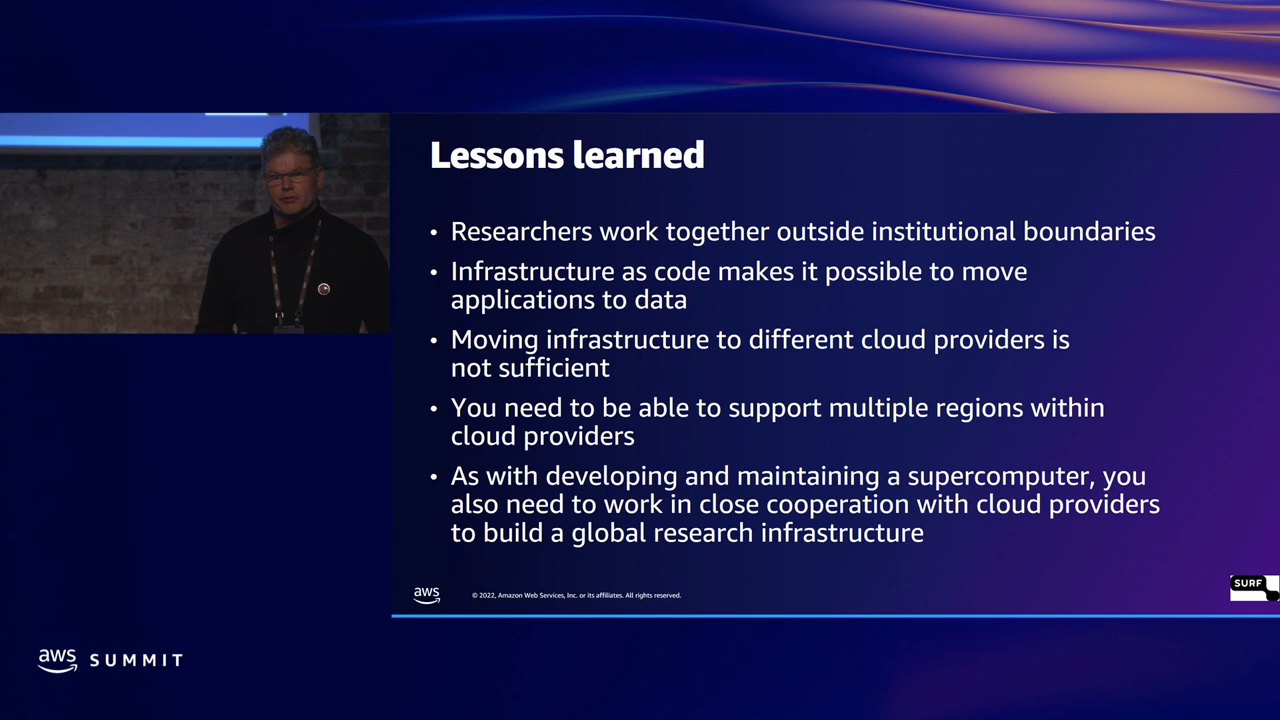 Lessons learned
• Researchers work together outside institutional boundaries
• Infrastructure as code makes it possible to move
applications to data
• Moving infrastructure to different cloud providers is
not sufficient
• You need to be able to support multiple regions within
cloud providers
• As with developing and maintaining a supercomputer, you
also need to work in close cooperation with cloud providers
to build a global research infrastructure
aws
© 2022, Amazon Web Services, Inc. or its affiliates. All rights reserved.
SURF
aws SUMMIT